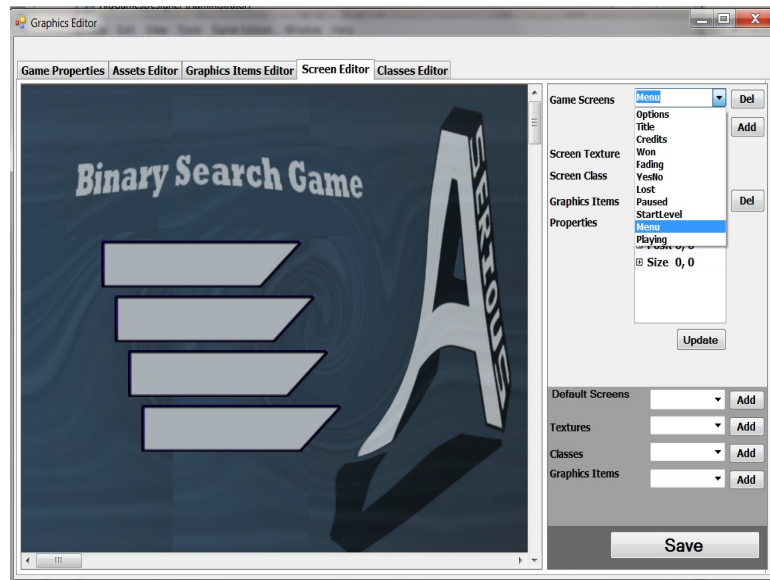 Graphics Editor
Game Properties Assets Editor Graphics Items Editor Screen Editor Classes Editor
Binary Search Game
SERIOUS
Game Screens Menu Del
Options
Title
Credits
Won
Fading
YesNo
Lost
Paused
StartLevel
Menu
Playing
Add
Screen Texture
Screen Class
Graphics Items Del
Properties
Size 0, 0
Update
Default Screens Add
Textures Add
Classes Add
Graphics Items Add
Save